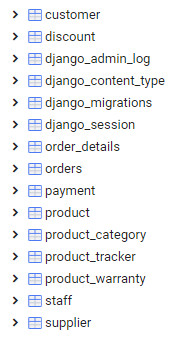 customer
discount
django_admin_log
django_content_type
django_migrations
django_session
order_details
orders
payment
product
product_category
product_tracker
product_warranty
staff
supplier